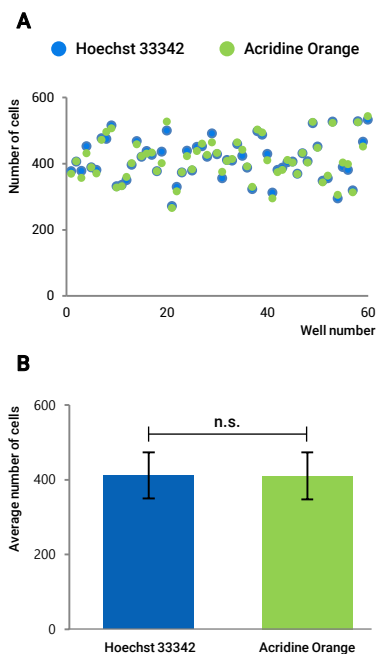 A
Hoechst 33342 Acridine Orange
Number of cells
600
400
200
0
0 20 40 60
Well number
B
Average number of cells
600
400
200
0
n.s.
Hoechst 33342 Acridine Orange